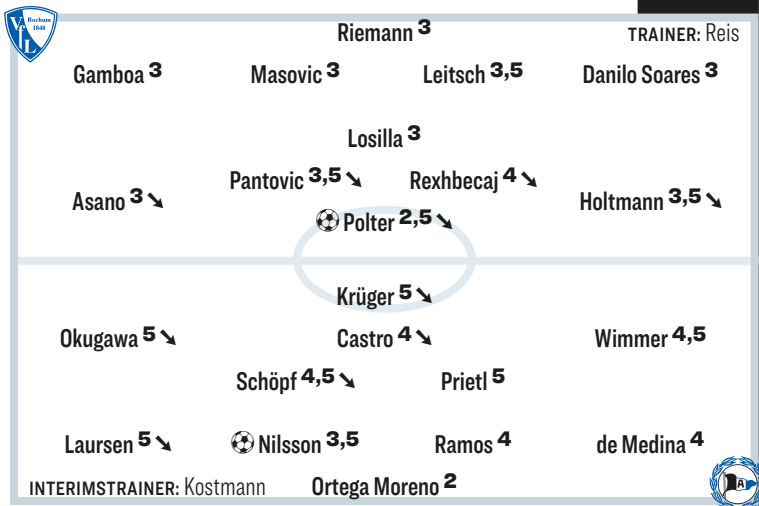 VfL Bochum 1848
Riemann 3
TRAINER: Reis
Gamboa 3 Masovic 3 Leitsch 3,5 Danilo Soares 3
Losilla 3
Pantovic 3,5 Rexhbecaj 4
Asano 3 Holtmann 3,5
Polter 2,5
Krüger 5
Okugawa 5 Castro 4 Wimmer 4,5
Schöpf 4,5 Prietl 5
Laursen 5 Nilsson 3,5 Ramos 4 de Medina 4
INTERIMSTRAINER: Kostmann Ortega Moreno 2
A